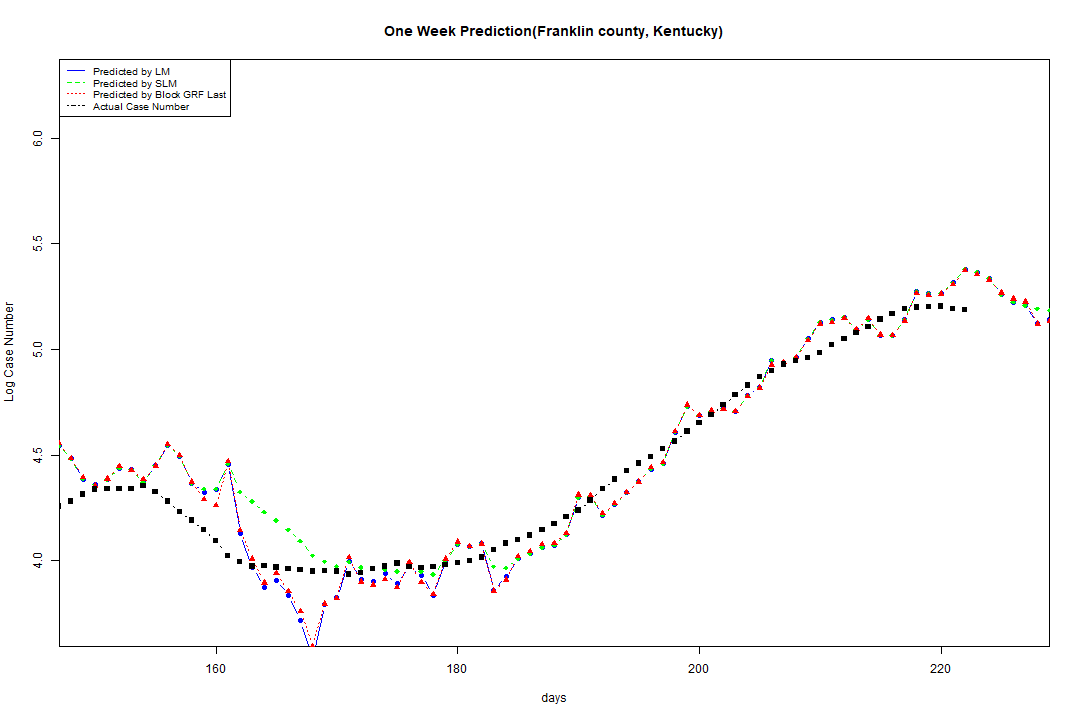 One Week Prediction(Franklin county, Kentucky)
Predicted by LM
Predicted by SLM
Predicted by Block GRF Last
Actual Case Number
6.0
5.5
5.0
4.5
4.0
Log Case Number
160 180 200 220
days